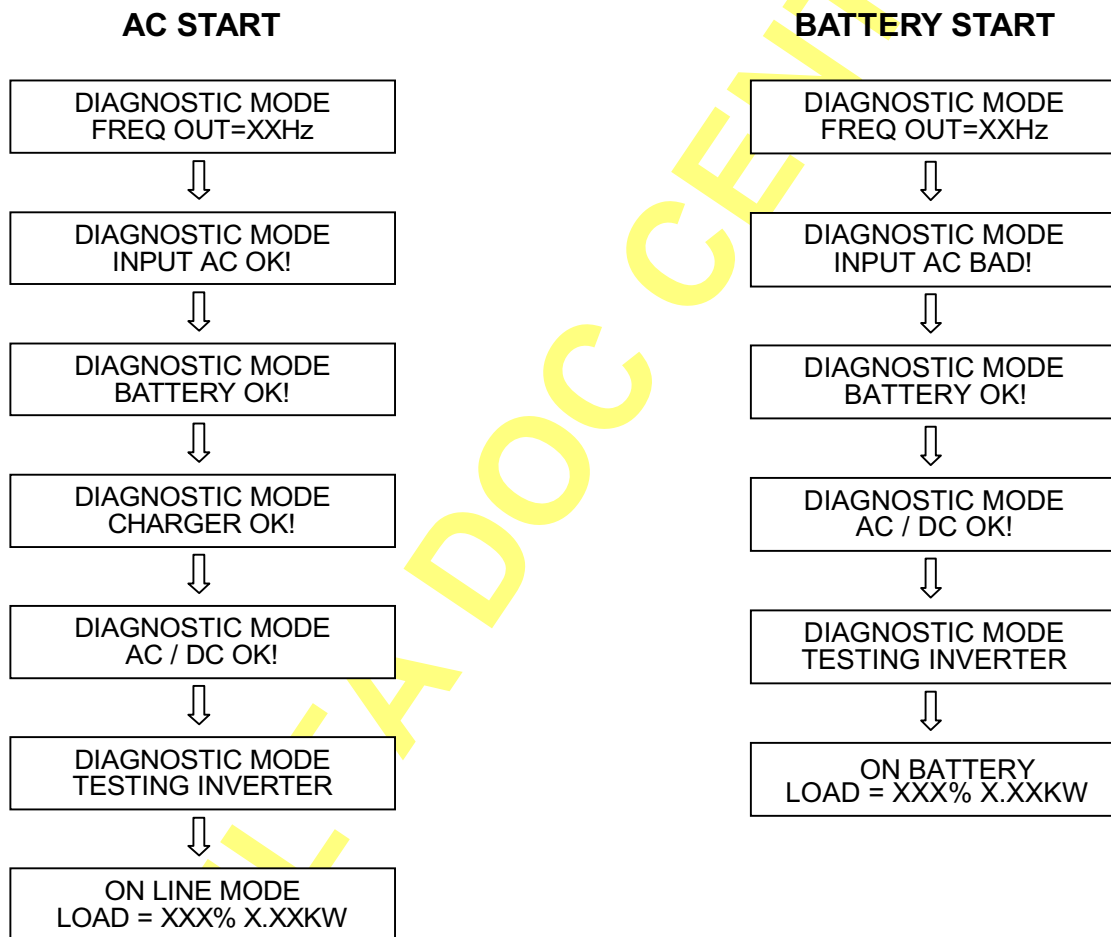 AC START
DIAGNOSTIC MODE
FREQ OUT=XXHz
DIAGNOSTIC MODE
INPUT AC OK!
DIAGNOSTIC MODE
BATTERY OK!
DIAGNOSTIC MODE
CHARGER OK!
DIAGNOSTIC MODE
AC / DC OK!
DIAGNOSTIC MODE
TESTING INVERTER
ON LINE MODE
LOAD = XXX% X.XXKW
BATTERY START
DIAGNOSTIC MODE
FREQ OUT=XXHz
DIAGNOSTIC MODE
INPUT AC BAD!
DIAGNOSTIC MODE
BATTERY OK!
DIAGNOSTIC MODE
AC / DC OK!
DIAGNOSTIC MODE
TESTING INVERTER
ON BATTERY
LOAD = XXX% X.XXKW
A DOC